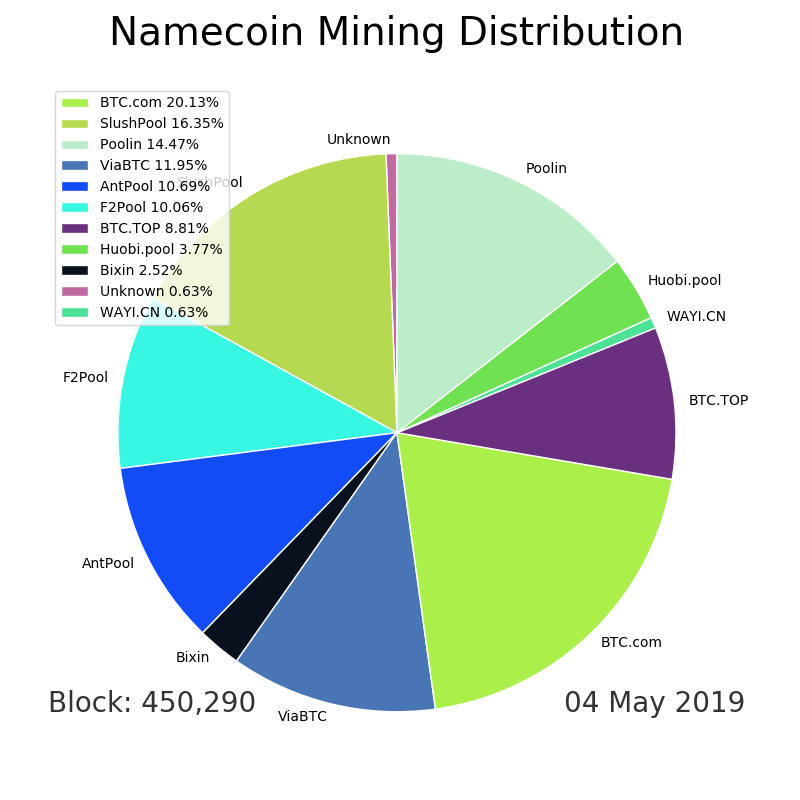 Namecoin Mining Distribution
BTC.com 20.13%
SlushPool 16.35%
Poolin 14.47%
ViaBTC 11.95%
AntPool 10.69%
F2Pool 10.06%
BTC.TOP 8.81%
Huobi.pool 3.77%
Bixin 2.52%
Unknown 0.63%
WAYI.CN 0.63%
Unknown
Poolin
SlushPool
Huobi.pool
WAYI.CN
F2Pool
BTC.TOP
AntPool
BTC.com
Bixin
ViaBTC
Block: 450,290
04 May 2019